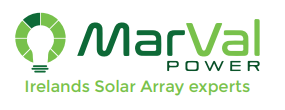 MarVal
POWER
Irelands Solar Array experts